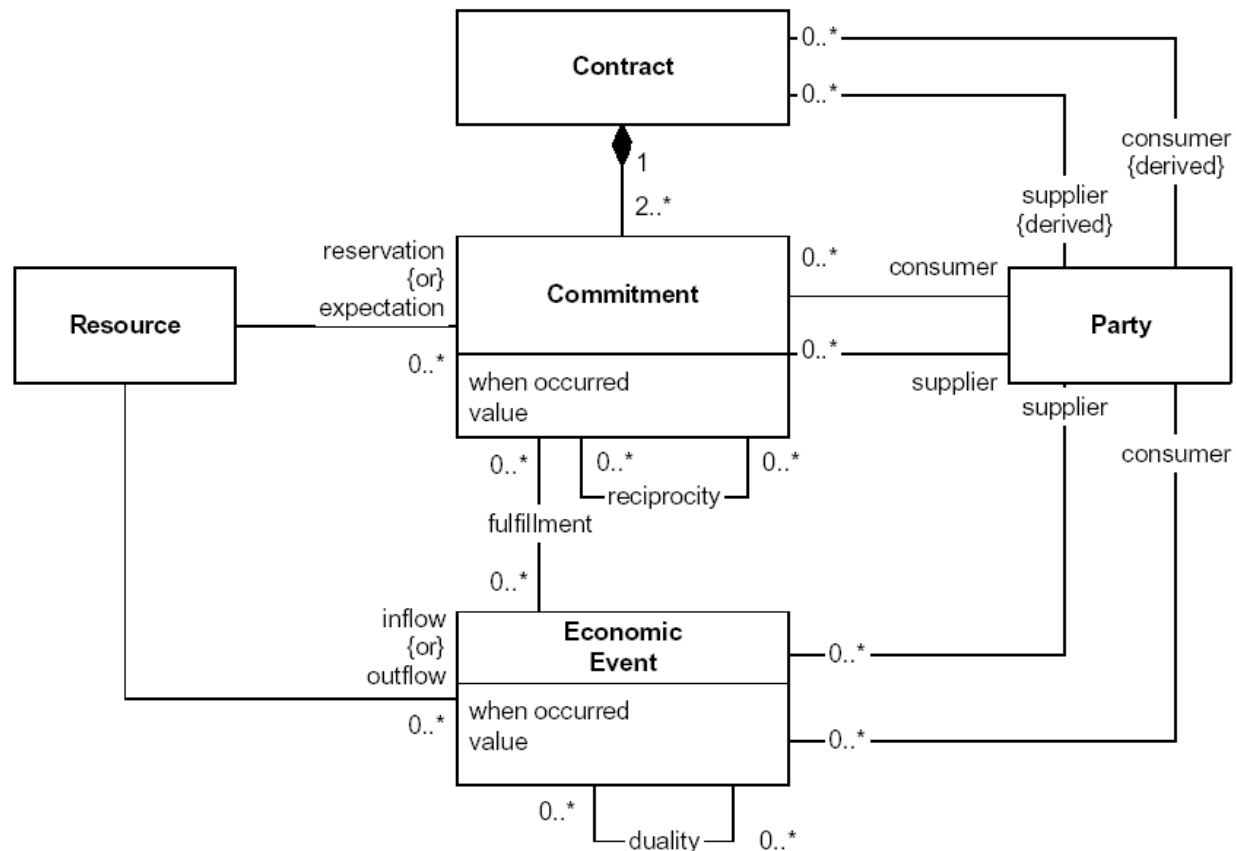 Contract
0..*
0..*
consumer
{derived}
supplier
{derived}
1
2..*
reservation
{or}
expectation
0..*
Resource
Commitment
when occurred
value
0..*
consumer
0..*
supplier
Party
supplier
consumer
0..*
0..*
0..*
reciprocity
fulfillment
0..*
inflow
{or}
outflow
0..*
Economic
Event
when occurred
value
0..*
0..*
0..*
duality
0..*